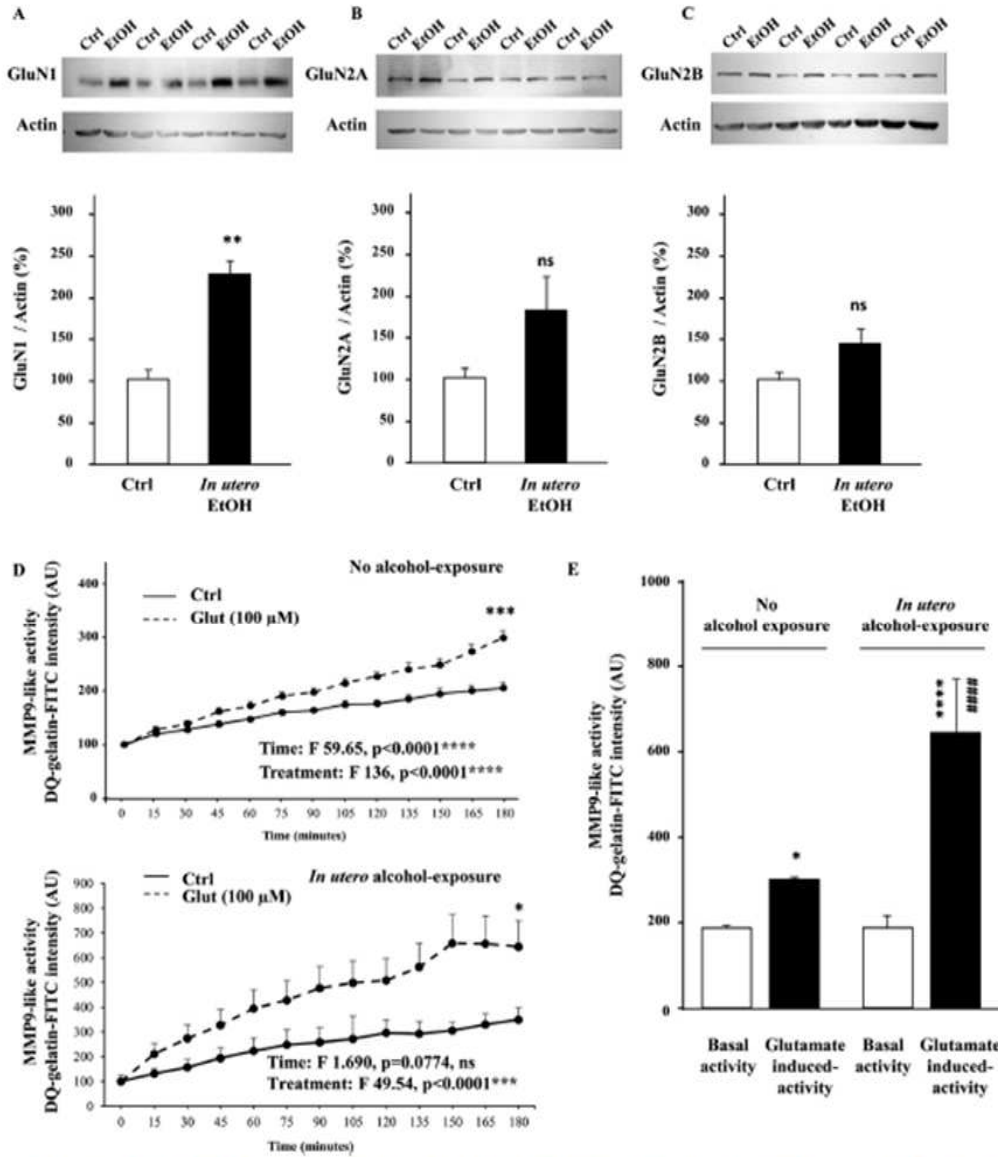 A
Ctrl EtOH Ctrl EtOH Ctrl EtOH Ctrl EtOH
GluN1
Actin
300
250
200
150
100
50
0
GluN1 / Actin (%)
**
Ctrl
In utero
EtOH
B
Ctrl EtOH Ctrl EtOH Ctrl EtOH Ctrl EtOH
GluN2A
Actin
300
250
200
150
100
50
0
GluN2A / Actin (%)
ns
Ctrl
In utero
EtOH
C
Ctrl EtOH Ctrl EtOH Ctrl EtOH Ctrl EtOH
GluN2B
Actin
300
250
200
150
100
50
0
GluN2B / Actin (%)
ns
Ctrl
In utero
EtOH
D
No alcohol-exposure
Ctrl
Glut (100 µM)
MMP9-like activity
DQ-gelatin-FITC intensity (AU)
400
300
200
100
0
***
Time: F 59.65, p<0.0001****
Treatment: F 136, p<0.0001****
0 15 30 45 60 75 90 105 120 135 150 165 180
Time (minutes)
In utero alcohol-exposure
Ctrl
Glut (100 µM)
MMP9-like activity
DQ-gelatin-FITC intensity (AU)
900
800
700
600
500
400
300
200
100
0
*
Time: F 1.690, p=0.0774, ns
Treatment: F 49.54, p<0.0001***
0 15 30 45 60 75 90 105 120 135 150 165 180
Time (minutes)
E
MMP9-like activity
DQ-gelatin-FITC intensity (AU)
1000
800
600
400
200
0
No
alcohol exposure
In utero
alcohol-exposure
*
****
####
Basal
activity
Glutamate
induced-
activity
Basal
activity
Glutamate
induced-
activity